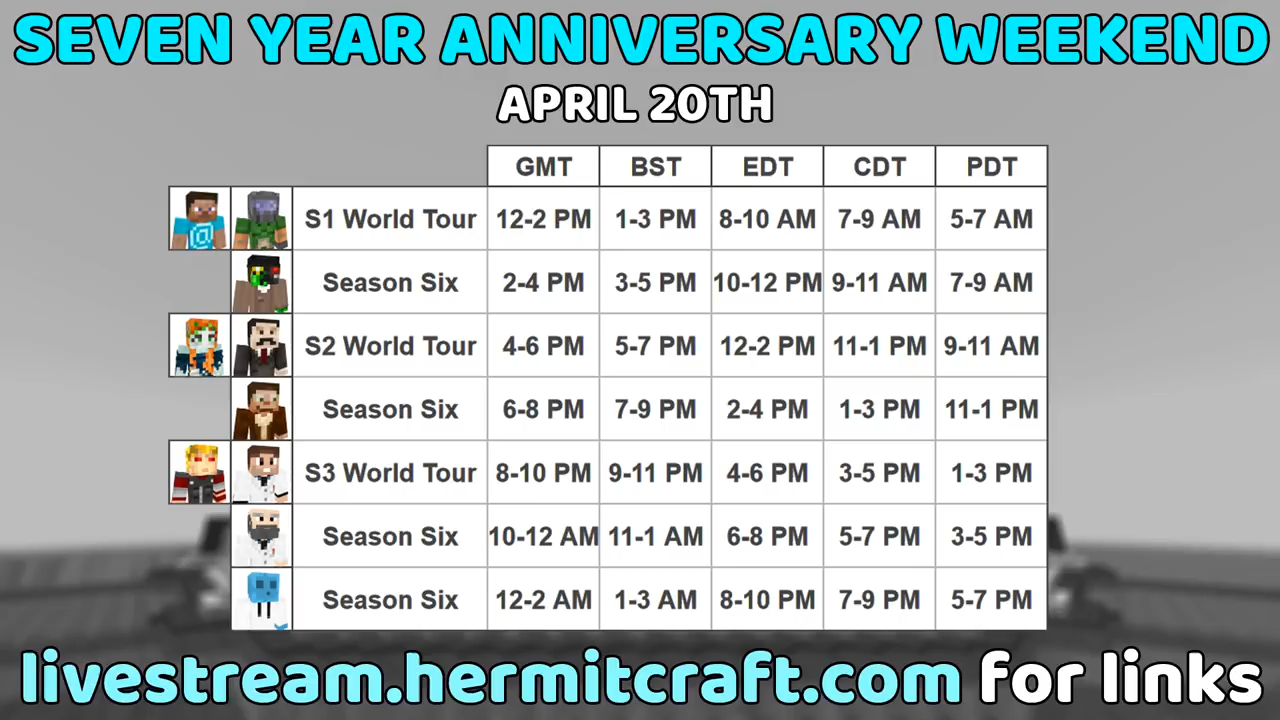 SEVEN YEAR ANNIVERSARY WEEKEND
APRIL 20TH
GMT BST EDT CDT PDT
S1 World Tour 12-2 PM 1-3 PM 8-10 AM 7-9 AM 5-7 AM
Season Six 2-4 PM 3-5 PM 10-12 PM 9-11 AM 7-9 AM
S2 World Tour 4-6 PM 5-7 PM 12-2 PM 11-1 PM 9-11 AM
Season Six 6-8 PM 7-9 PM 2-4 PM 1-3 PM 11-1 PM
S3 World Tour 8-10 PM 9-11 PM 4-6 PM 3-5 PM 1-3 PM
Season Six 10-12 AM 11-1 AM 6-8 PM 5-7 PM 3-5 PM
Season Six 12-2 AM 1-3 AM 8-10 PM 7-9 PM 5-7 PM
livestream.hermitcraft.com for links